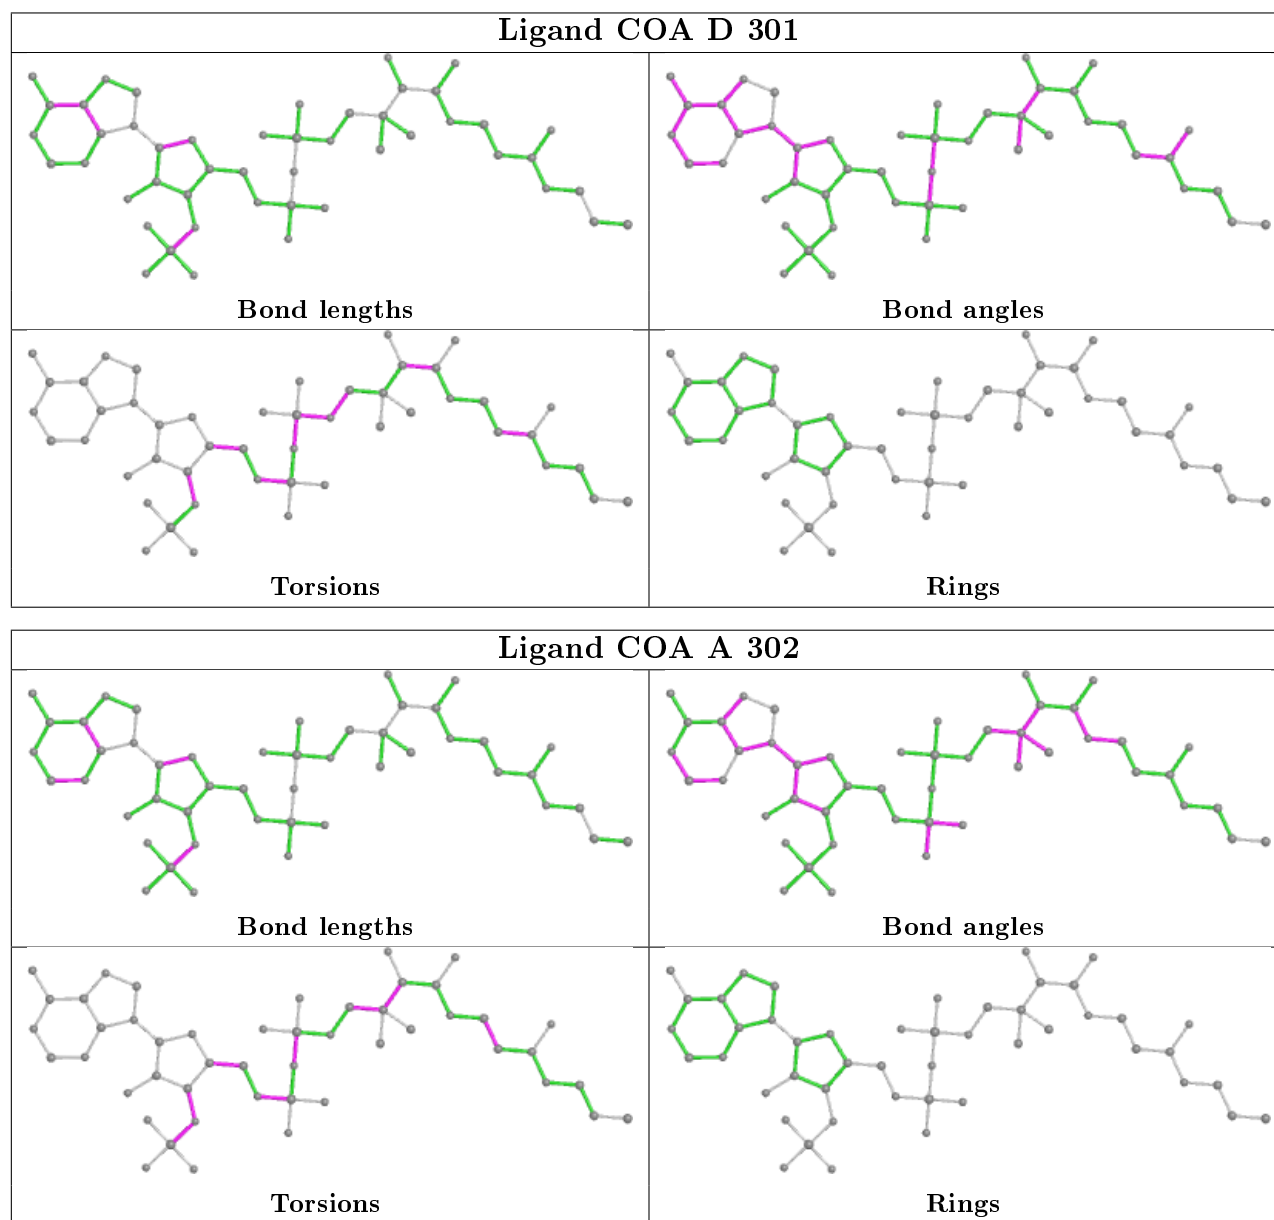 Ligand COA D 301
Bond lengths
Bond angles
Torsions
Rings
Ligand COA A 302
Bond lengths
Bond angles
Torsions
Rings